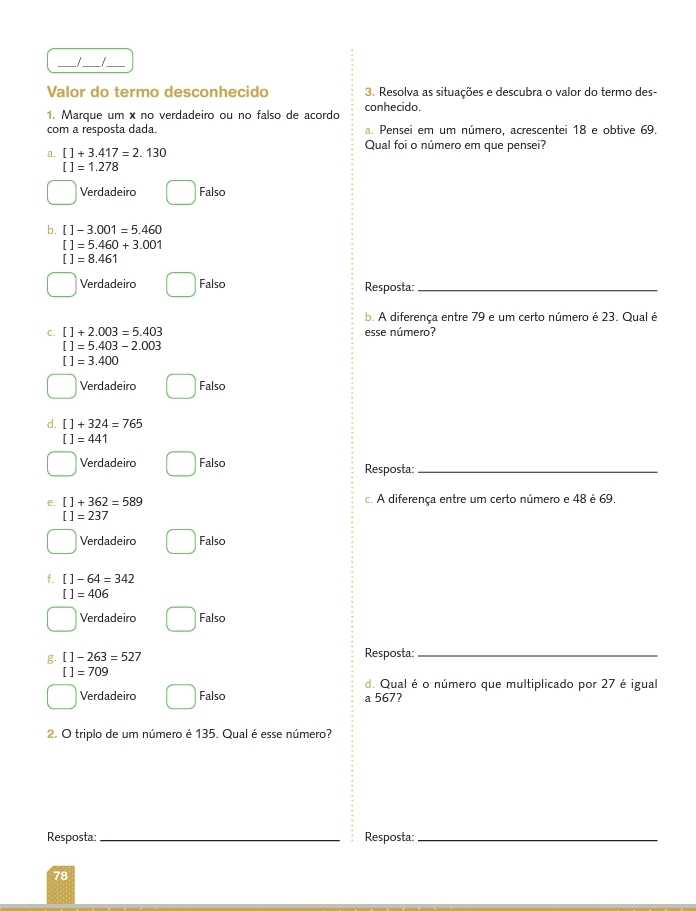 ___/___/___
Valor do termo desconhecido
1. Marque um x no verdadeiro ou no falso de acordo
com a resposta dada.
a. [ ] + 3.417 = 2. 130
[ ] = 1.278
Verdadeiro Falso
b. [ ] – 3.001 = 5.460
[ ] = 5.460 + 3.001
[ ] = 8.461
Verdadeiro Falso
c. [ ] + 2.003 = 5.403
[ ] = 5.403 – 2.003
[ ] = 3.400
Verdadeiro Falso
d. [ ] + 324 = 765
[ ] = 441
Verdadeiro Falso
e. [ ] + 362 = 589
[ ] = 237
Verdadeiro Falso
f. [ ] – 64 = 342
[ ] = 406
Verdadeiro Falso
g. [ ] – 263 = 527
[ ] = 709
Verdadeiro Falso
2. O triplo de um número é 135. Qual é esse número?
Resposta:
3. Resolva as situações e descubra o valor do termo des-
conhecido.
a. Pensei em um número, acrescentei 18 e obtive 69.
Qual foi o número em que pensei?
Resposta:
b. A diferença entre 79 e um certo número é 23. Qual é
esse número?
Resposta:
c. A diferença entre um certo número e 48 é 69.
Resposta:
d. Qual é o número que multiplicado por 27 é igual
a 567?
Resposta:
78